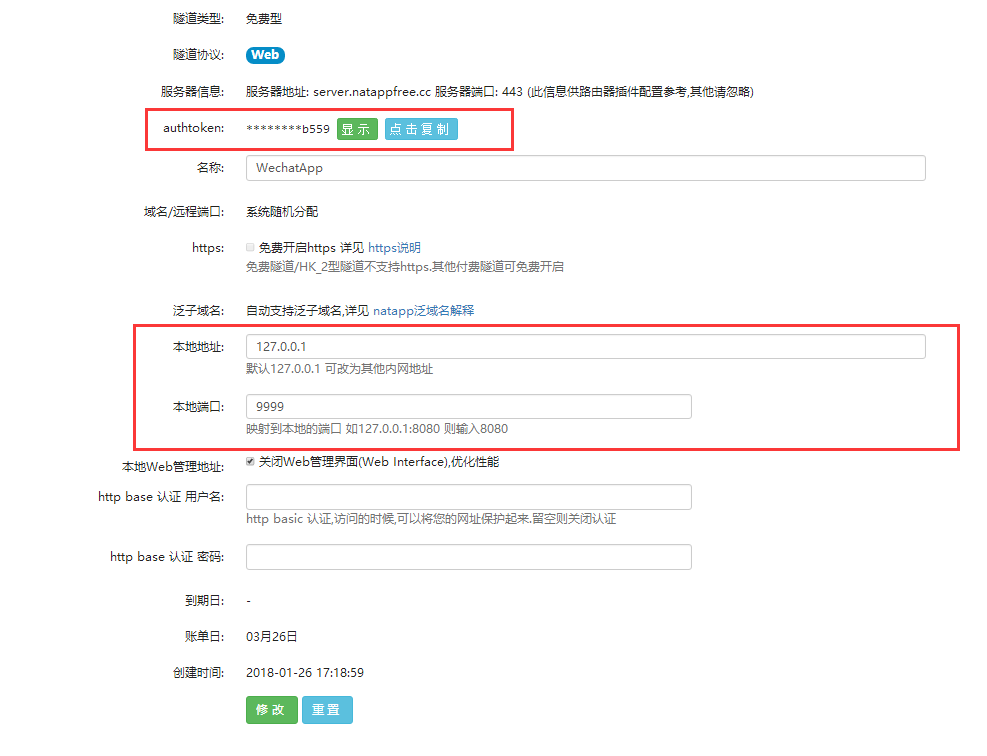 隧道类型: 免费型
隧道协议: Web
服务器信息: 服务器地址: server.natappfree.cc 服务器端口: 443 (此信息供路由器插件配置参考,其他请忽略)
authtoken: ********b559 显示 点击复制
名称: WechatApp
域名/远程端口: 系统随机分配
https: 免费开启https 详见 https说明
免费隧道/HK_2型隧道不支持https.其他付费隧道可免费开启
泛子域名: 自动支持泛子域名,详见 natapp泛域名解释
本地地址: 127.0.0.1
默认127.0.0.1 可改为其他内网地址
本地端口: 9999
映射到本地的端口 如127.0.0.1:8080 则输入8080
本地Web管理地址: 关闭Web管理界面(Web Interface),优化性能
http base 认证 用户名:
http basic 认证,访问的时候,可以将您的网址保护起来.留空则关闭认证
http base 认证 密码:
到期日: -
账单日: 03月26日
创建时间: 2018-01-26 17:18:59
修改 重置